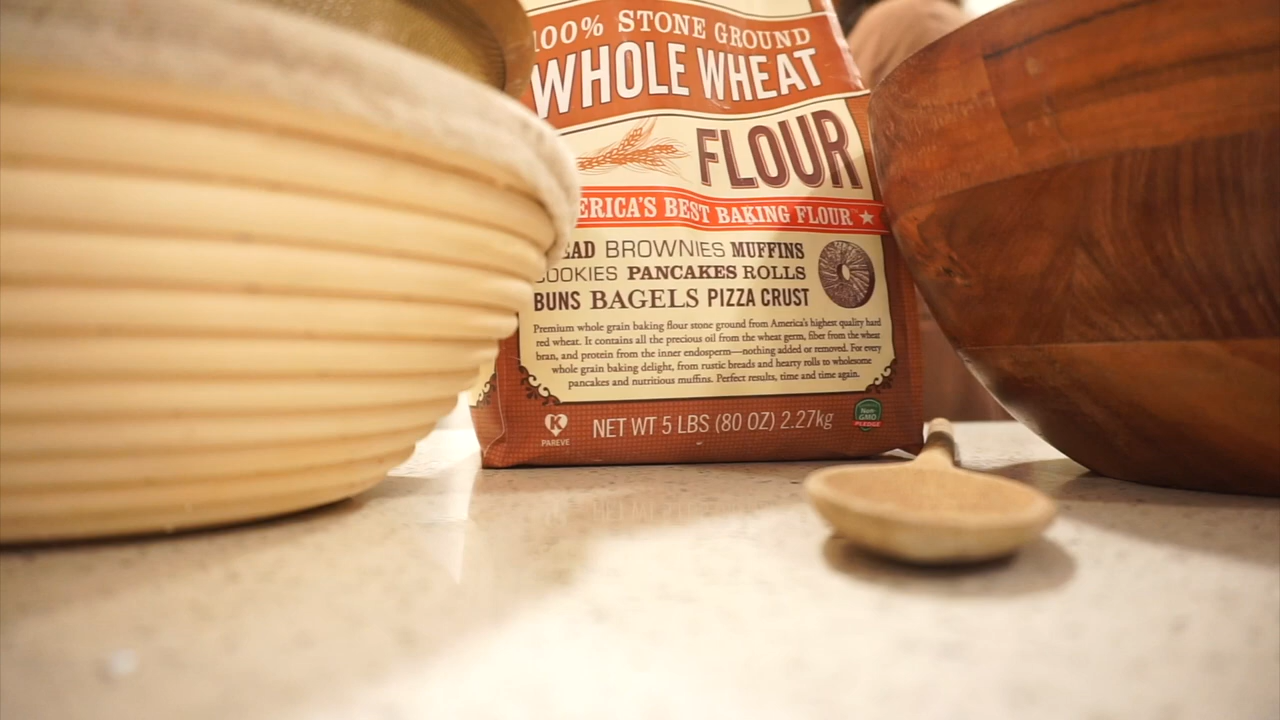 100% STONE GROUND
WHOLE WHEAT
FLOUR
ERICA'S BEST BAKING FLOUR
EAD BROWNIES MUFFINS
COOKIES PANCAKES ROLLS
BUNS BAGELS PIZZA CRUST
Premium whole grain baking flour stone ground from America's highest quality hard
red wheat. It contains all the precious oil from the wheat germ, fiber from the wheat
bran, and protein from the inner endosperm—nothing added or removed. For every
whole grain baking delight, from rustic breads and hearty rolls to wholesome
pancakes and nutritious muffins. Perfect results, time and time again.
K
PAREVE
NET WT 5 LBS (80 OZ) 2.27kg
Non-
GMO
PLEDGE